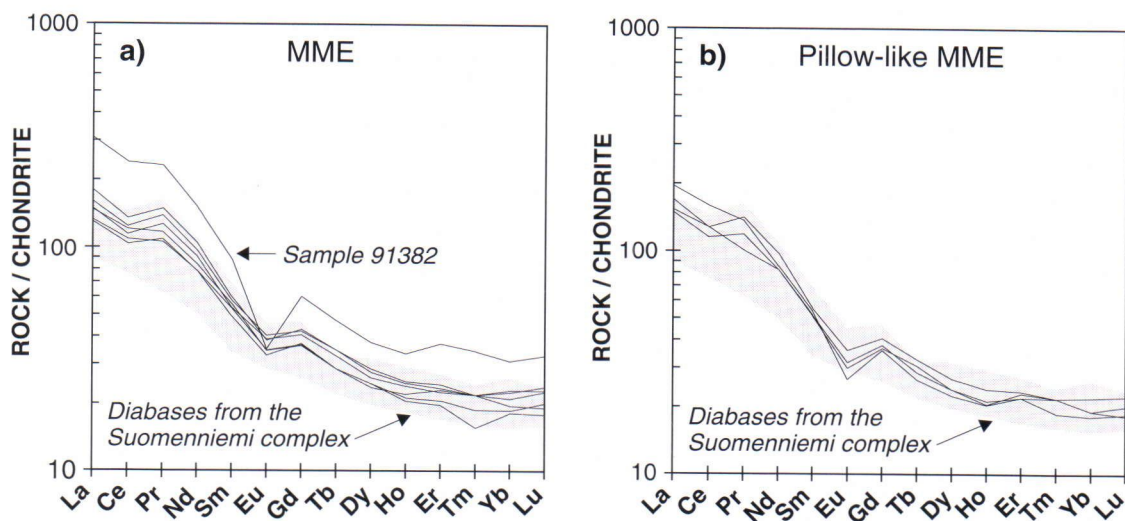 a) MME
1000
100
10
ROCK / CHONDRITE
Sample 91382
Diabases from the
Suomenniemi complex
La Ce Pr Nd Sm Eu Gd Tb Dy Ho Er Tm Yb Lu
b) Pillow-like MME
1000
100
10
ROCK / CHONDRITE
Diabases from the
Suomenniemi complex
La Ce Pr Nd Sm Eu Gd Tb Dy Ho Er Tm Yb Lu